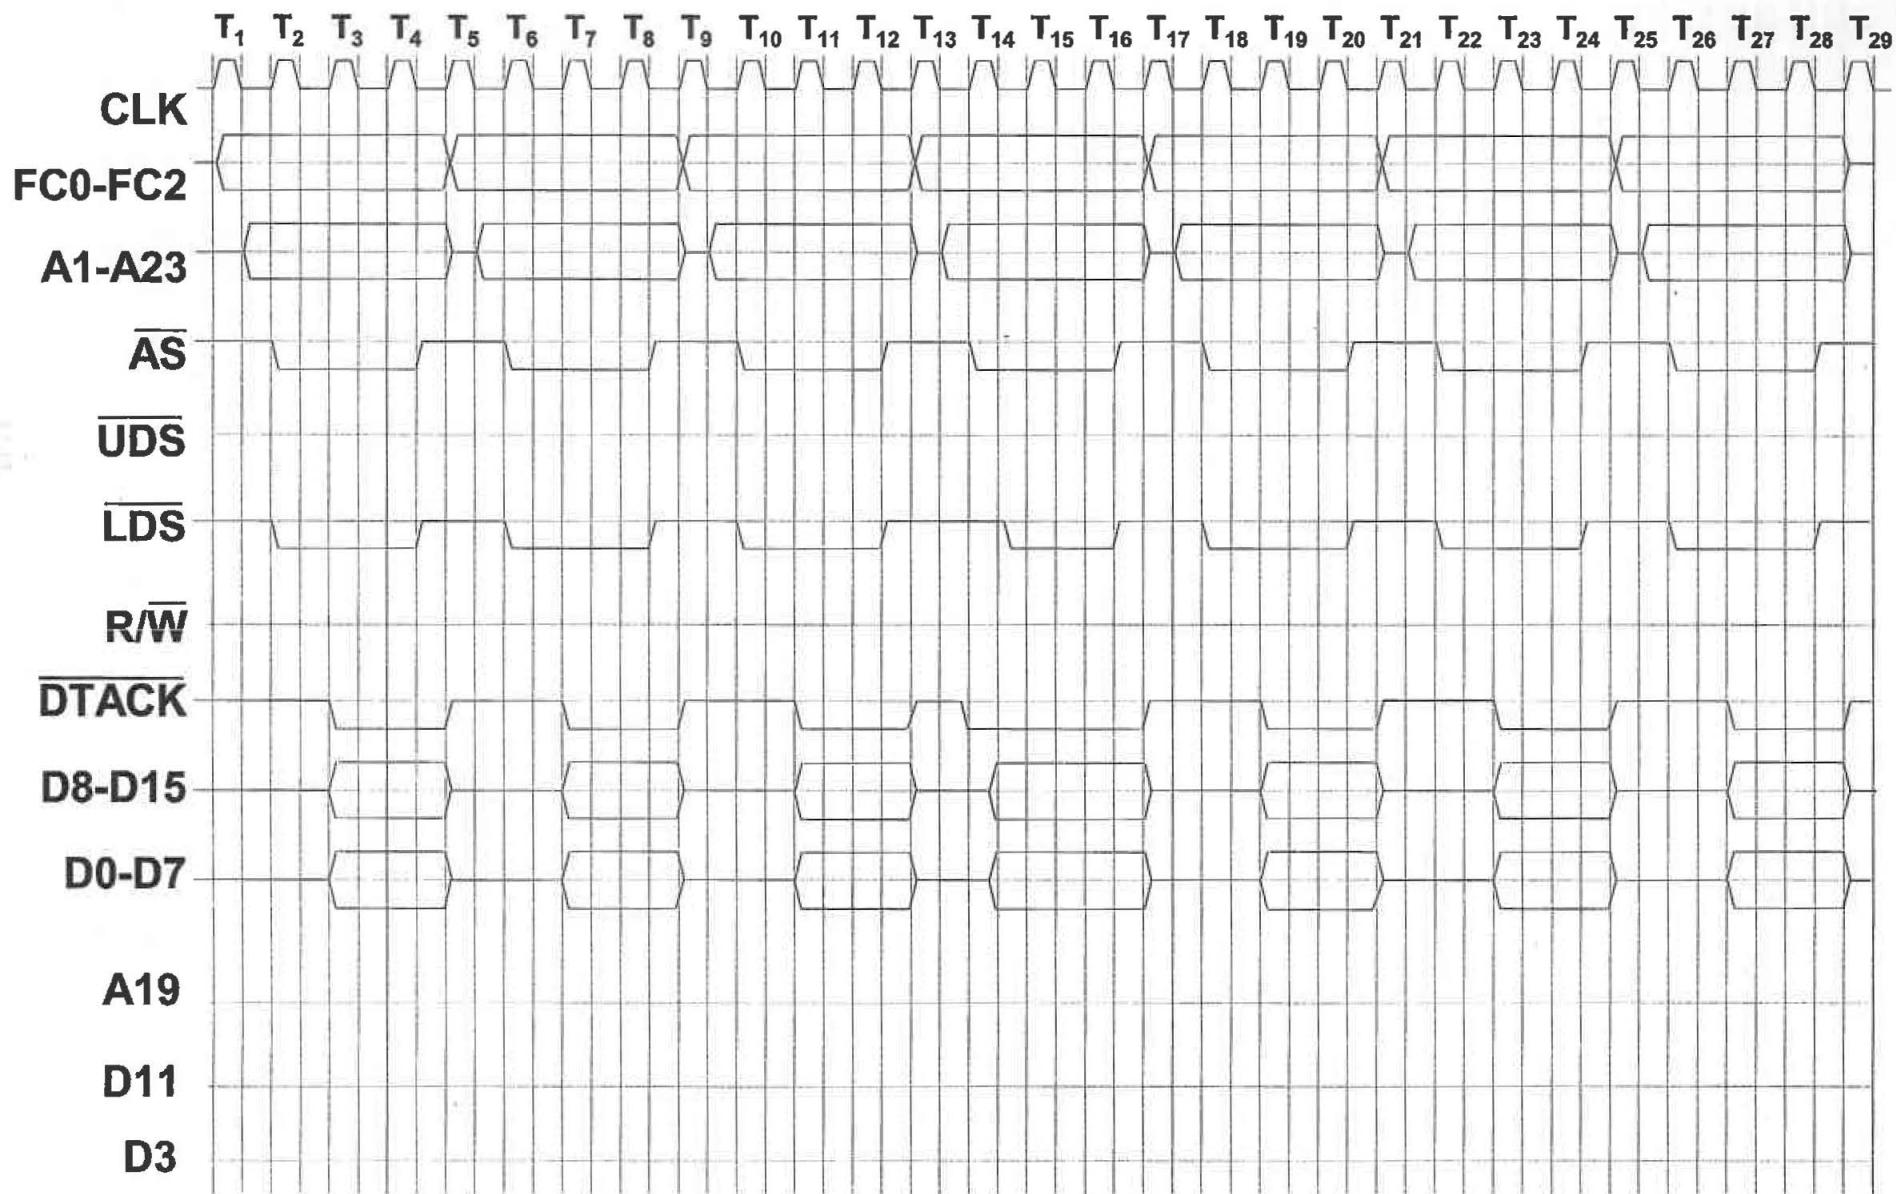 T1 T2 T3 T4 T5 T6 T7 T8 T9 T10 T11 T12 T13 T14 T15 T16 T17 T18 T19 T20 T21 T22 T23 T24 T25 T26 T27 T28 T29
CLK
FC0-FC2
A1-A23
AS
UDS
LDS
R/W
DTACK
D8-D15
D0-D7
A19
D11
D3